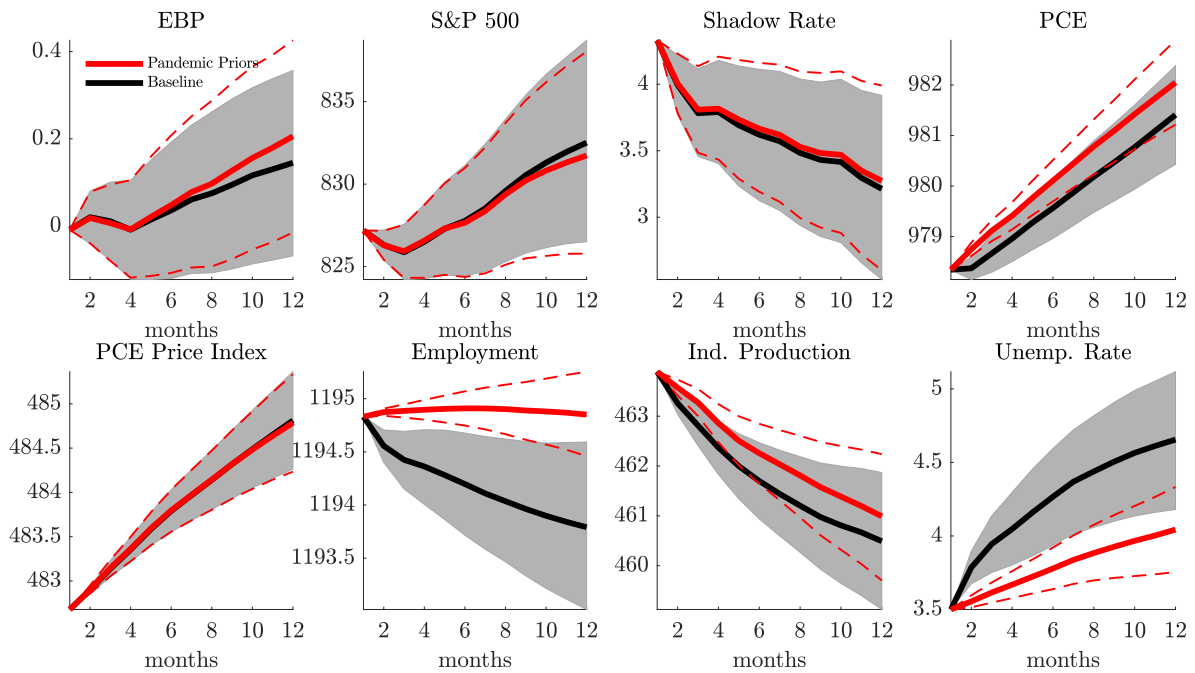 EBP
0.4
0.2
0
Pandemic Priors
Baseline
2 4 6 8 10 12
months
S&P 500
835
830
825
2 4 6 8 10 12
months
Shadow Rate
4
3.5
3
2 4 6 8 10 12
months
PCE
982
981
980
979
2 4 6 8 10 12
months
PCE Price Index
485
484.5
484
483.5
483
2 4 6 8 10 12
months
Employment
1195
1194.5
1194
1193.5
2 4 6 8 10 12
months
Ind. Production
463
462
461
460
2 4 6 8 10 12
months
Unemp. Rate
5
4.5
4
3.5
2 4 6 8 10 12
months